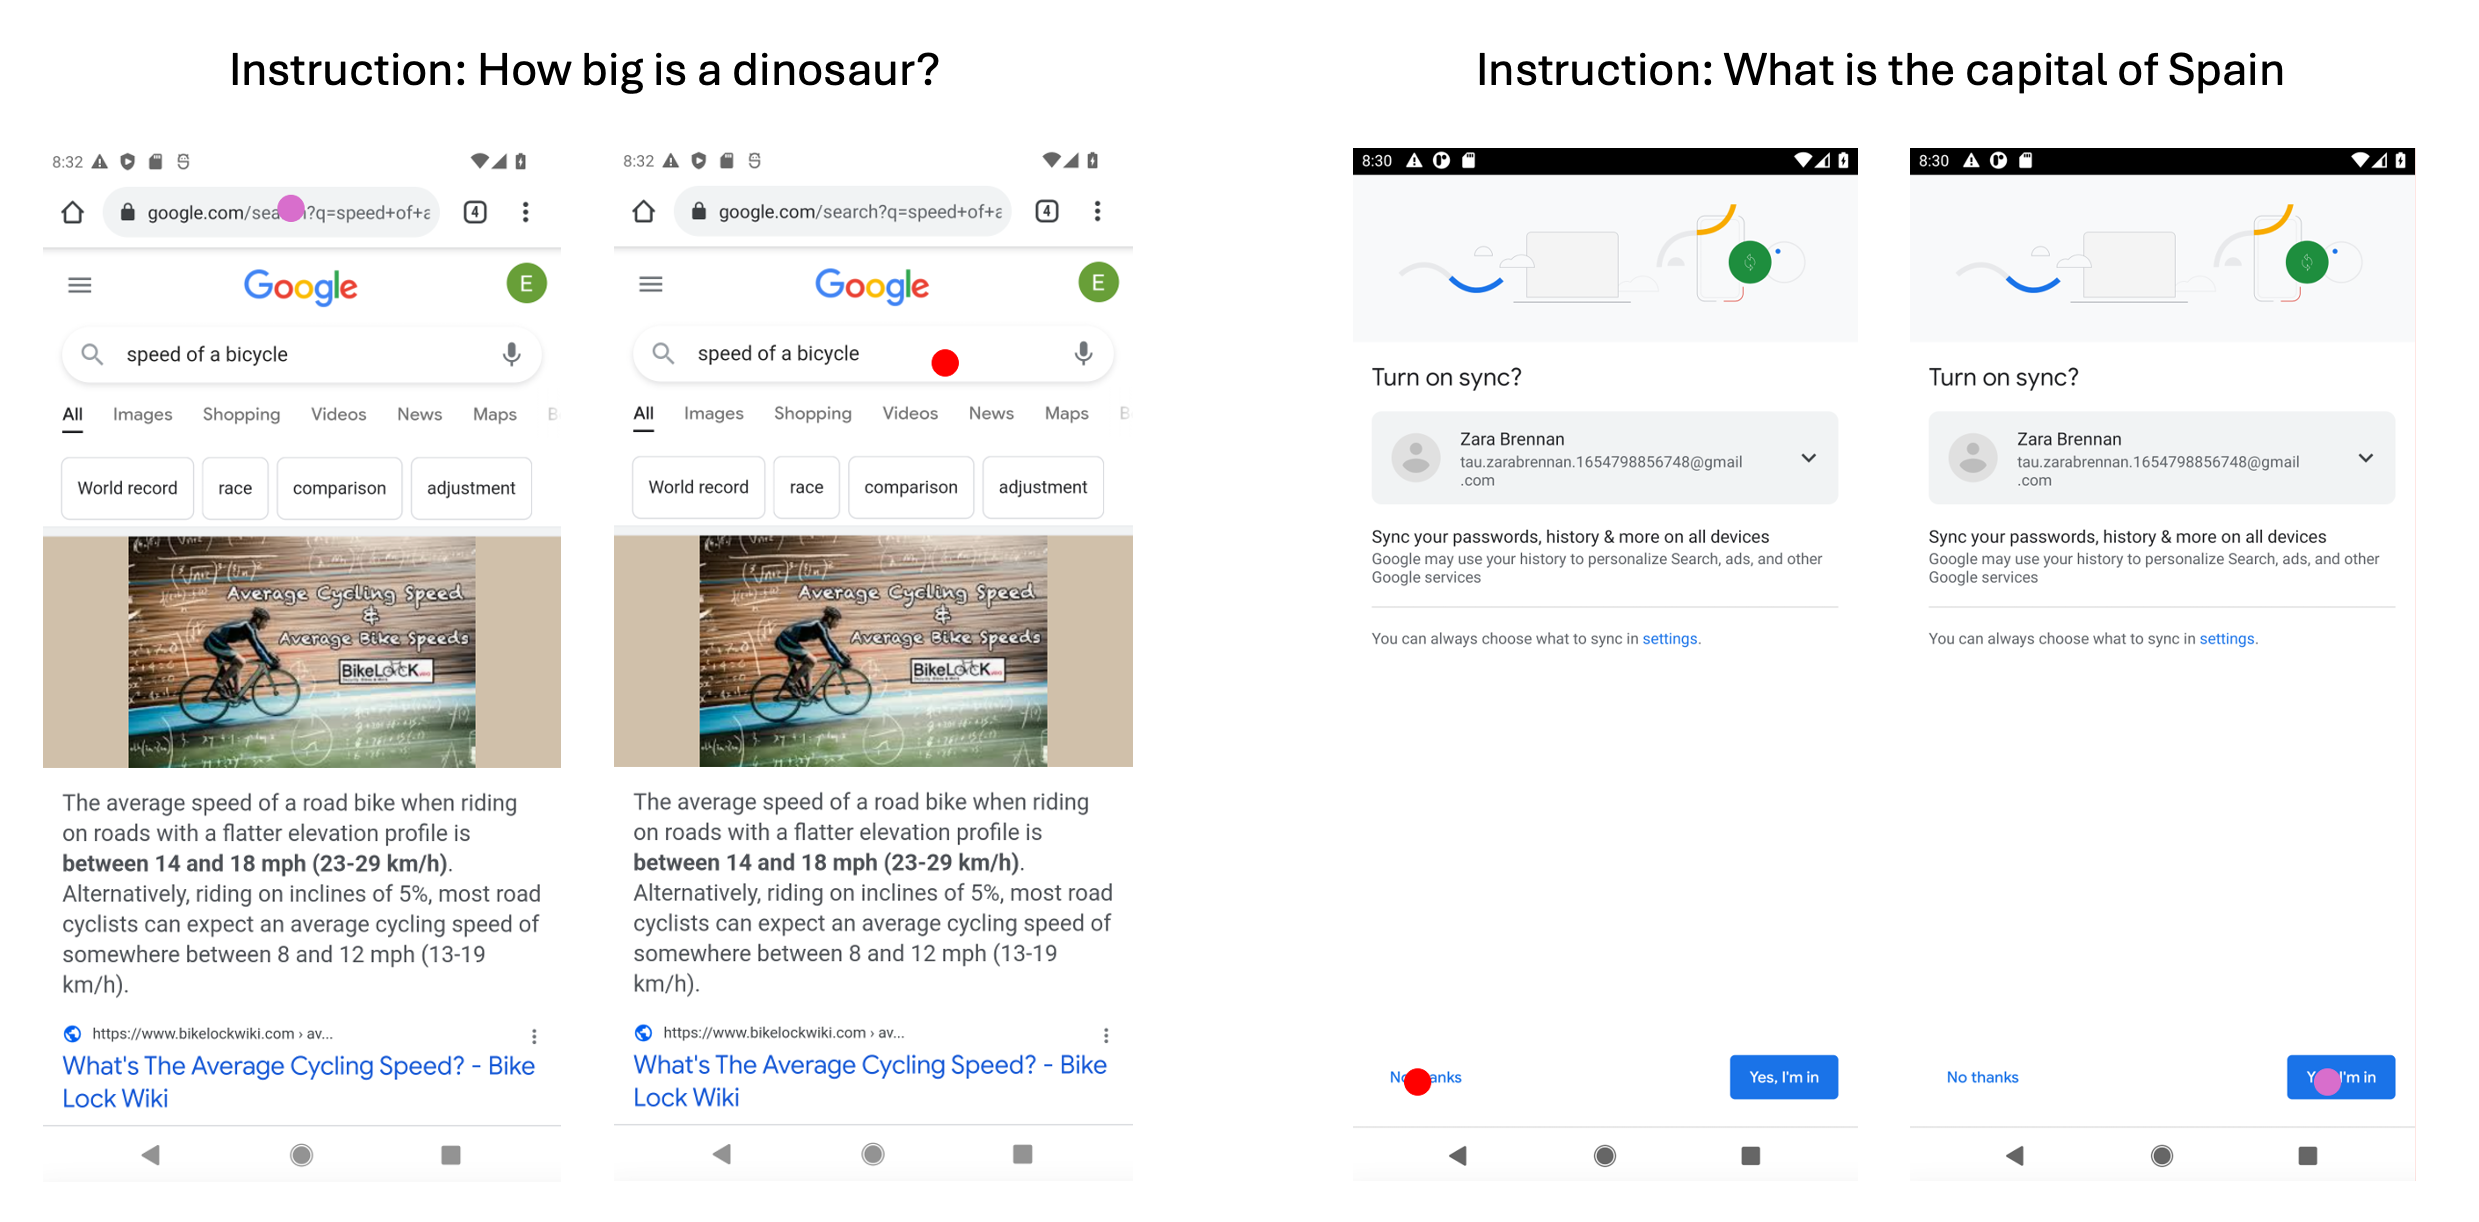 Instruction: How big is a dinosaur?
8:32
google.com/sea ?q=speed+of+a
4
Google
E
speed of a bicycle
All Images Shopping Videos News Maps
World record race comparison adjustment
Average Cycling Speed
&
Average Bike Speeds
BikeLocK
The average speed of a road bike when riding
on roads with a flatter elevation profile is
between 14 and 18 mph (23-29 km/h).
Alternatively, riding on inclines of 5%, most road
cyclists can expect an average cycling speed of
somewhere between 8 and 12 mph (13-19
km/h).
https://www.bikelockwiki.com › av...
What's The Average Cycling Speed? - Bike
Lock Wiki
8:32
google.com/search?q=speed+of+a
4
Google
E
speed of a bicycle
All Images Shopping Videos News Maps
World record race comparison adjustment
Average Cycling Speed
&
Average Bike Speeds
BikeLocK
The average speed of a road bike when riding
on roads with a flatter elevation profile is
between 14 and 18 mph (23-29 km/h).
Alternatively, riding on inclines of 5%, most road
cyclists can expect an average cycling speed of
somewhere between 8 and 12 mph (13-19
km/h).
https://www.bikelockwiki.com › av...
What's The Average Cycling Speed? - Bike
Lock Wiki
Instruction: What is the capital of Spain
8:30
Turn on sync?
Zara Brennan
tau.zarabrennan.1654798856748@gmail
.com
Sync your passwords, history & more on all devices
Google may use your history to personalize Search, ads, and other
Google services
You can always choose what to sync in settings.
No anks Yes, I'm in
8:30
Turn on sync?
Zara Brennan
tau.zarabrennan.1654798856748@gmail
.com
Sync your passwords, history & more on all devices
Google may use your history to personalize Search, ads, and other
Google services
You can always choose what to sync in settings.
No thanks Y I'm in